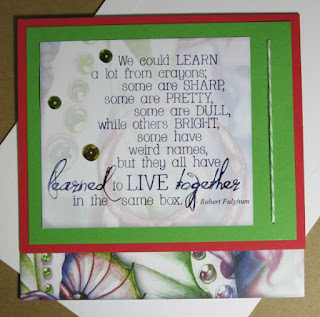 We could LEARN
a lot from crayons;
some are SHARP,
some are PRETTY,
some are DULL,
while others BRIGHT,
some have
weird names,
but they all have
learned to LIVE together
in the same box.
- Robert Fulghum